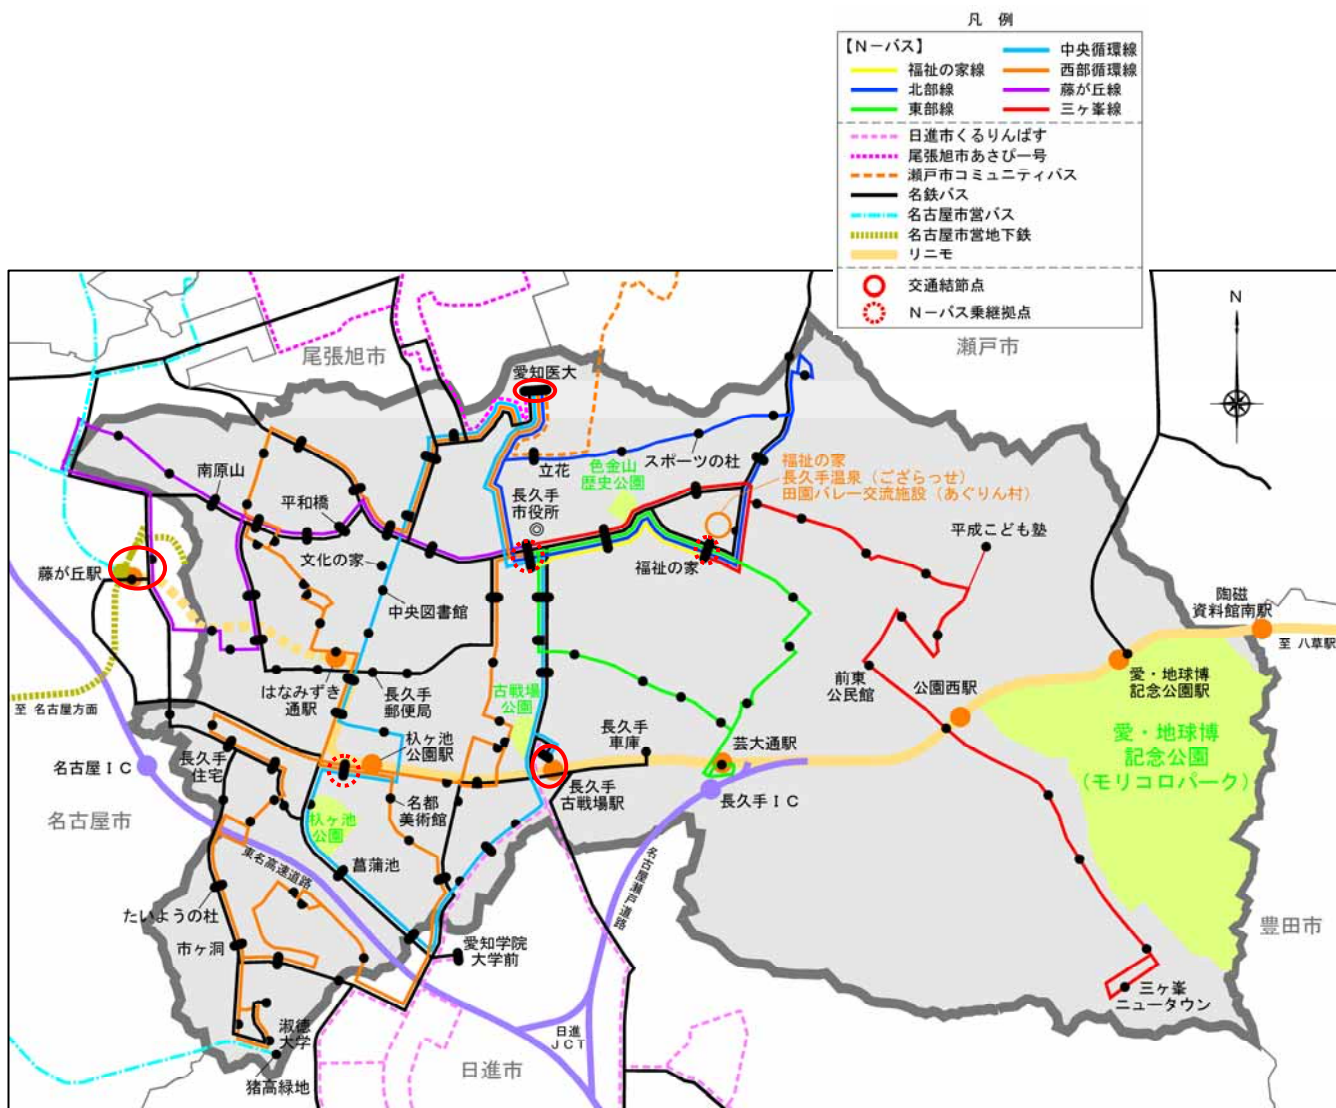 凡 例
【N－バス】
福祉の家線
北部線
東部線
中央循環線
西部循環線
藤が丘線
三ヶ峯線
日進市くるりんばす
尾張旭市あさぴー号
瀬戸市コミュニティバス
名鉄バス
名古屋市営バス
名古屋市営地下鉄
リニモ
交通結節点
N－バス乗継拠点
N
尾張旭市
瀬戸市
愛知医大
南原山
平和橋
立花
スポーツの杜
色金山
歴史公園
福祉の家
長久手温泉（ござらっせ）
田園バレー交流施設（あぐりん村）
長久手
市役所
文化の家
福祉の家
平成こども塾
藤が丘駅
中央図書館
陶磁
資料館南駅
至 八草駅
はなみずき
通駅
長久手
郵便局
古戦場
公園
前東
公民館
公園西駅
愛・地球博
記念公園駅
至 名古屋方面
長久手
車庫
芸大通駅
愛・地球博
記念公園
（モリコロパーク）
杁ヶ池
公園駅
名古屋ＩＣ
長久手
住宅
名都
美術館
長久手
古戦場駅
長久手ＩＣ
名古屋市
杁ヶ池
公園
東名高速道路
菖蒲池
名古屋瀬戸道路
たいようの杜
市ヶ洞
愛知学院
大学前
豊田市
三ヶ峯
ニュータウン
淑徳
大学
日進
ＪＣＴ
猪高緑地
日進市